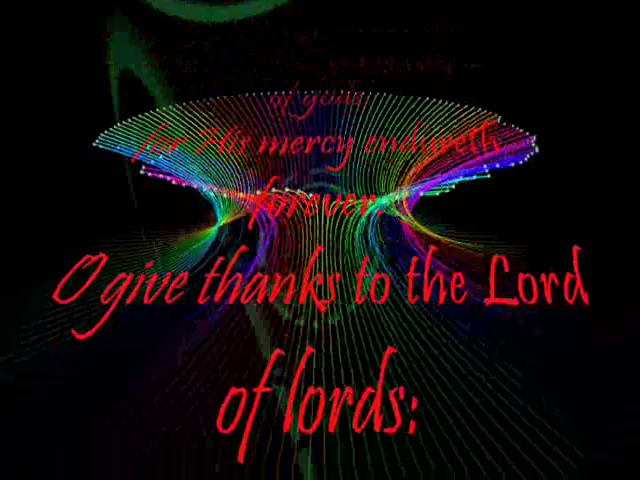 of gods:
for His mercy endureth
forever
O give thanks to the Lord
of lords: